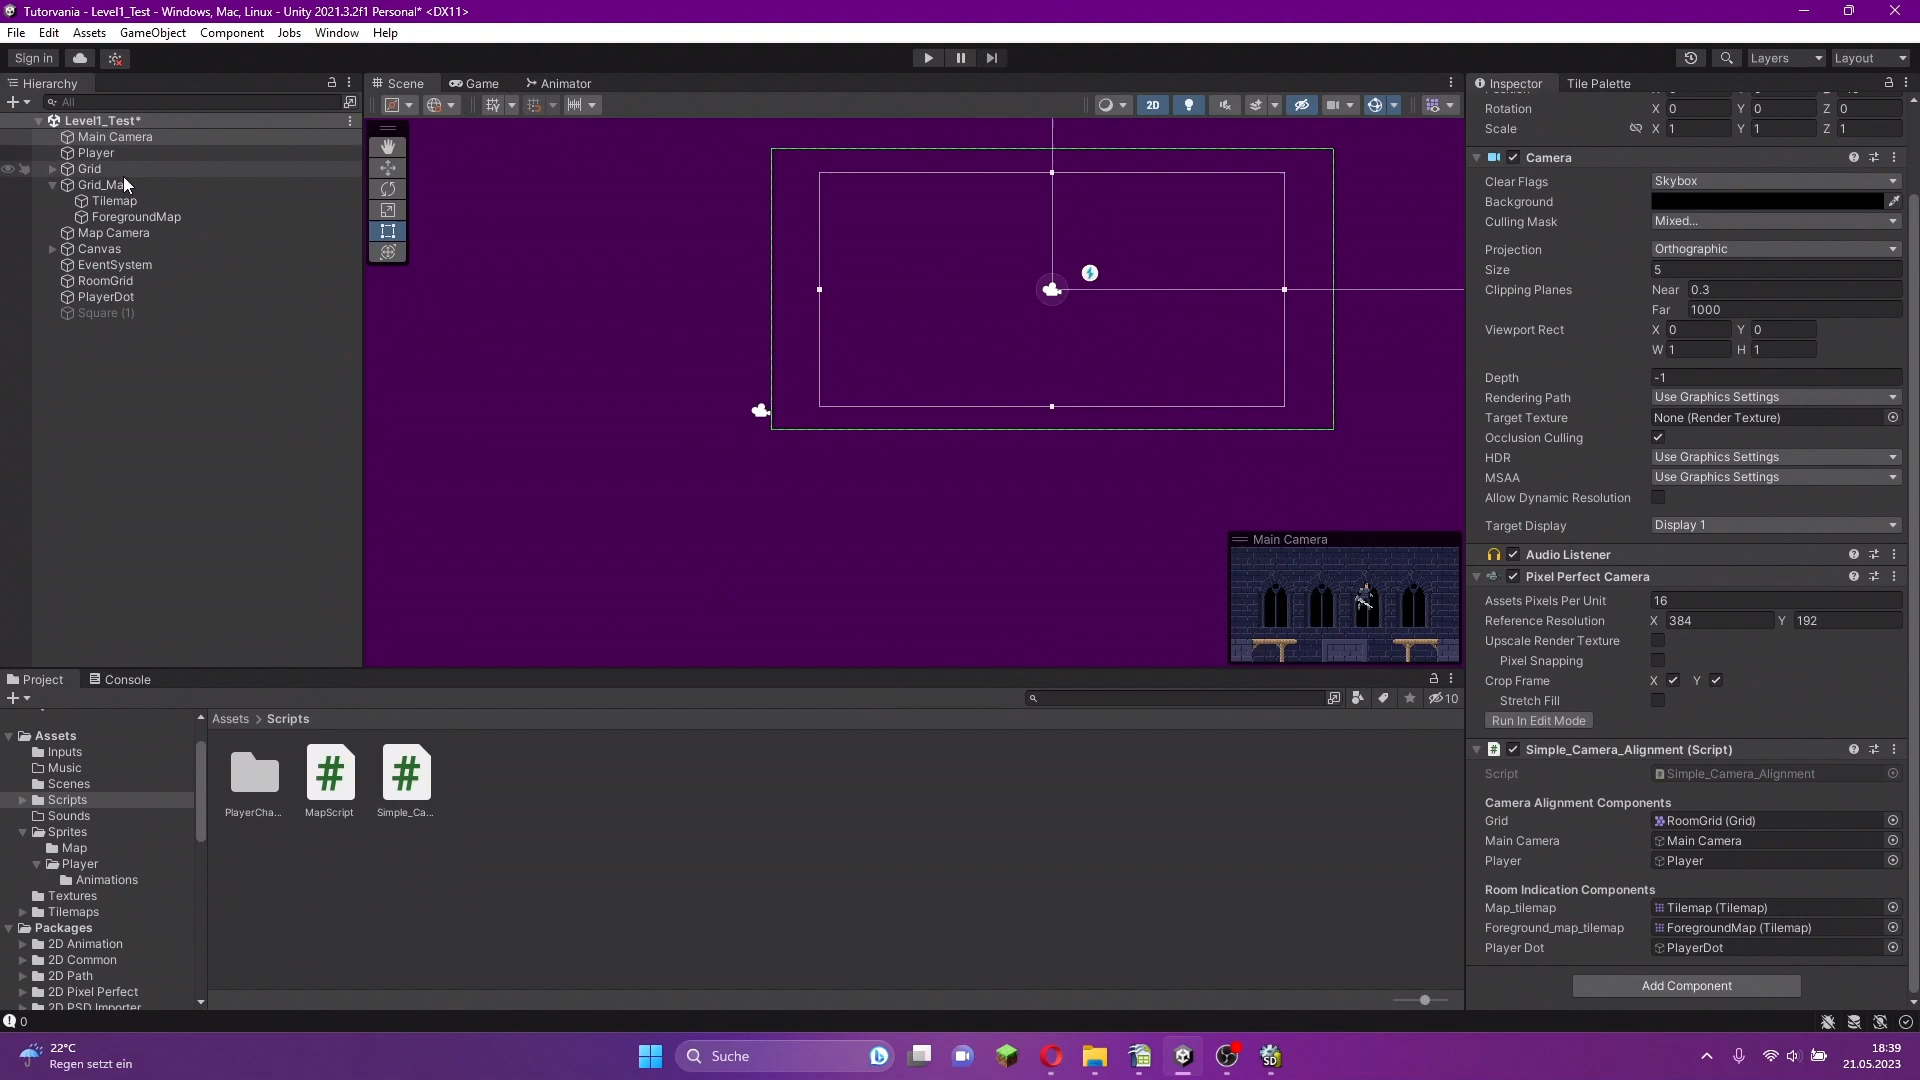 Tutorvania - Level1_Test - Windows, Mac, Linux - Unity 2021.3.2f1 Personal* <DX11>
File Edit Assets GameObject Component Jobs Window Help
Sign in
Layers
Layout
Hierarchy
All
Level1_Test*
Main Camera
Player
Grid
Tilemap
ForegroundMap
Map Camera
Canvas
EventSystem
RoomGrid
PlayerDot
Square (1)
Scene Game Animator
2D
Main Camera
Inspector Tile Palette
Rotation X 0 Y 0 Z 0
Scale X 1 Y 1 Z 1
Camera
Clear Flags Skybox
Background
Culling Mask Mixed...
Projection Orthographic
Size 5
Clipping Planes Near 0.3
Far 1000
Viewport Rect X 0 Y 0
W 1 H 1
Depth -1
Rendering Path Use Graphics Settings
Target Texture None (Render Texture)
Occlusion Culling
HDR Use Graphics Settings
MSAA Use Graphics Settings
Allow Dynamic Resolution
Target Display Display 1
Audio Listener
Pixel Perfect Camera
Assets Pixels Per Unit 16
Reference Resolution X 384 Y 192
Upscale Render Texture
Pixel Snapping
Crop Frame X Y
Stretch Fill
Run In Edit Mode
# Simple_Camera_Alignment (Script)
Script Simple_Camera_Alignment
Camera Alignment Components
Grid RoomGrid (Grid)
Main Camera Main Camera
Player Player
Room Indication Components
Map_tilemap Tilemap (Tilemap)
Foreground_map_tilemap ForegroundMap (Tilemap)
Player Dot PlayerDot
Add Component
Project Console
10
Assets > Scripts
Assets
Inputs
Music
Scenes
Scripts
Sounds
Sprites
Map
Player
Animations
Textures
Tilemaps
Packages
2D Animation
2D Common
2D Path
2D Pixel Perfect
2D PSD Importer
# #
PlayerCha... MapScript Simple_Ca...
0
22°C
Regen setzt ein
Suche
SD
18:39
21.05.2023